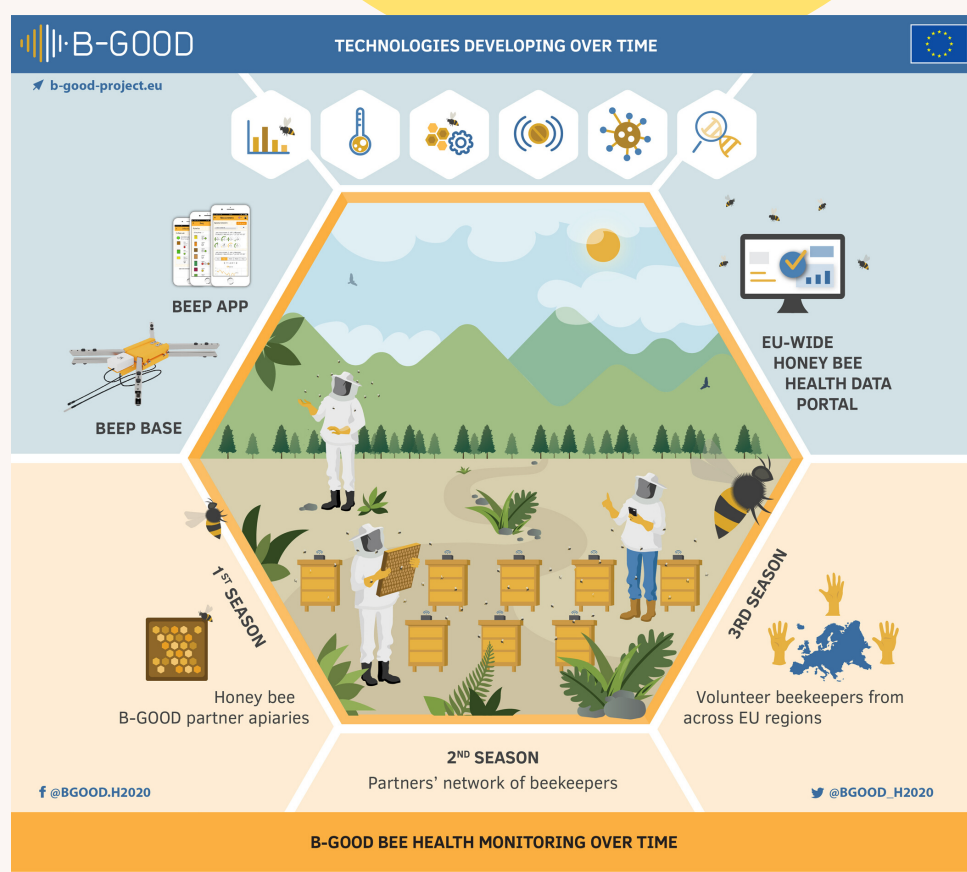 B-GOOD
TECHNOLOGIES DEVELOPING OVER TIME
b-good-project.eu
BEEP APP
BEEP BASE
EU-WIDE
HONEY BEE
HEALTH DATA
PORTAL
1ST SEASON
Honey bee
B-GOOD partner apiaries
2ND SEASON
Partners' network of beekeepers
3RD SEASON
Volunteer beekeepers from
across EU regions
@BGOOD.H2020
@BGOOD_H2020
B-GOOD BEE HEALTH MONITORING OVER TIME